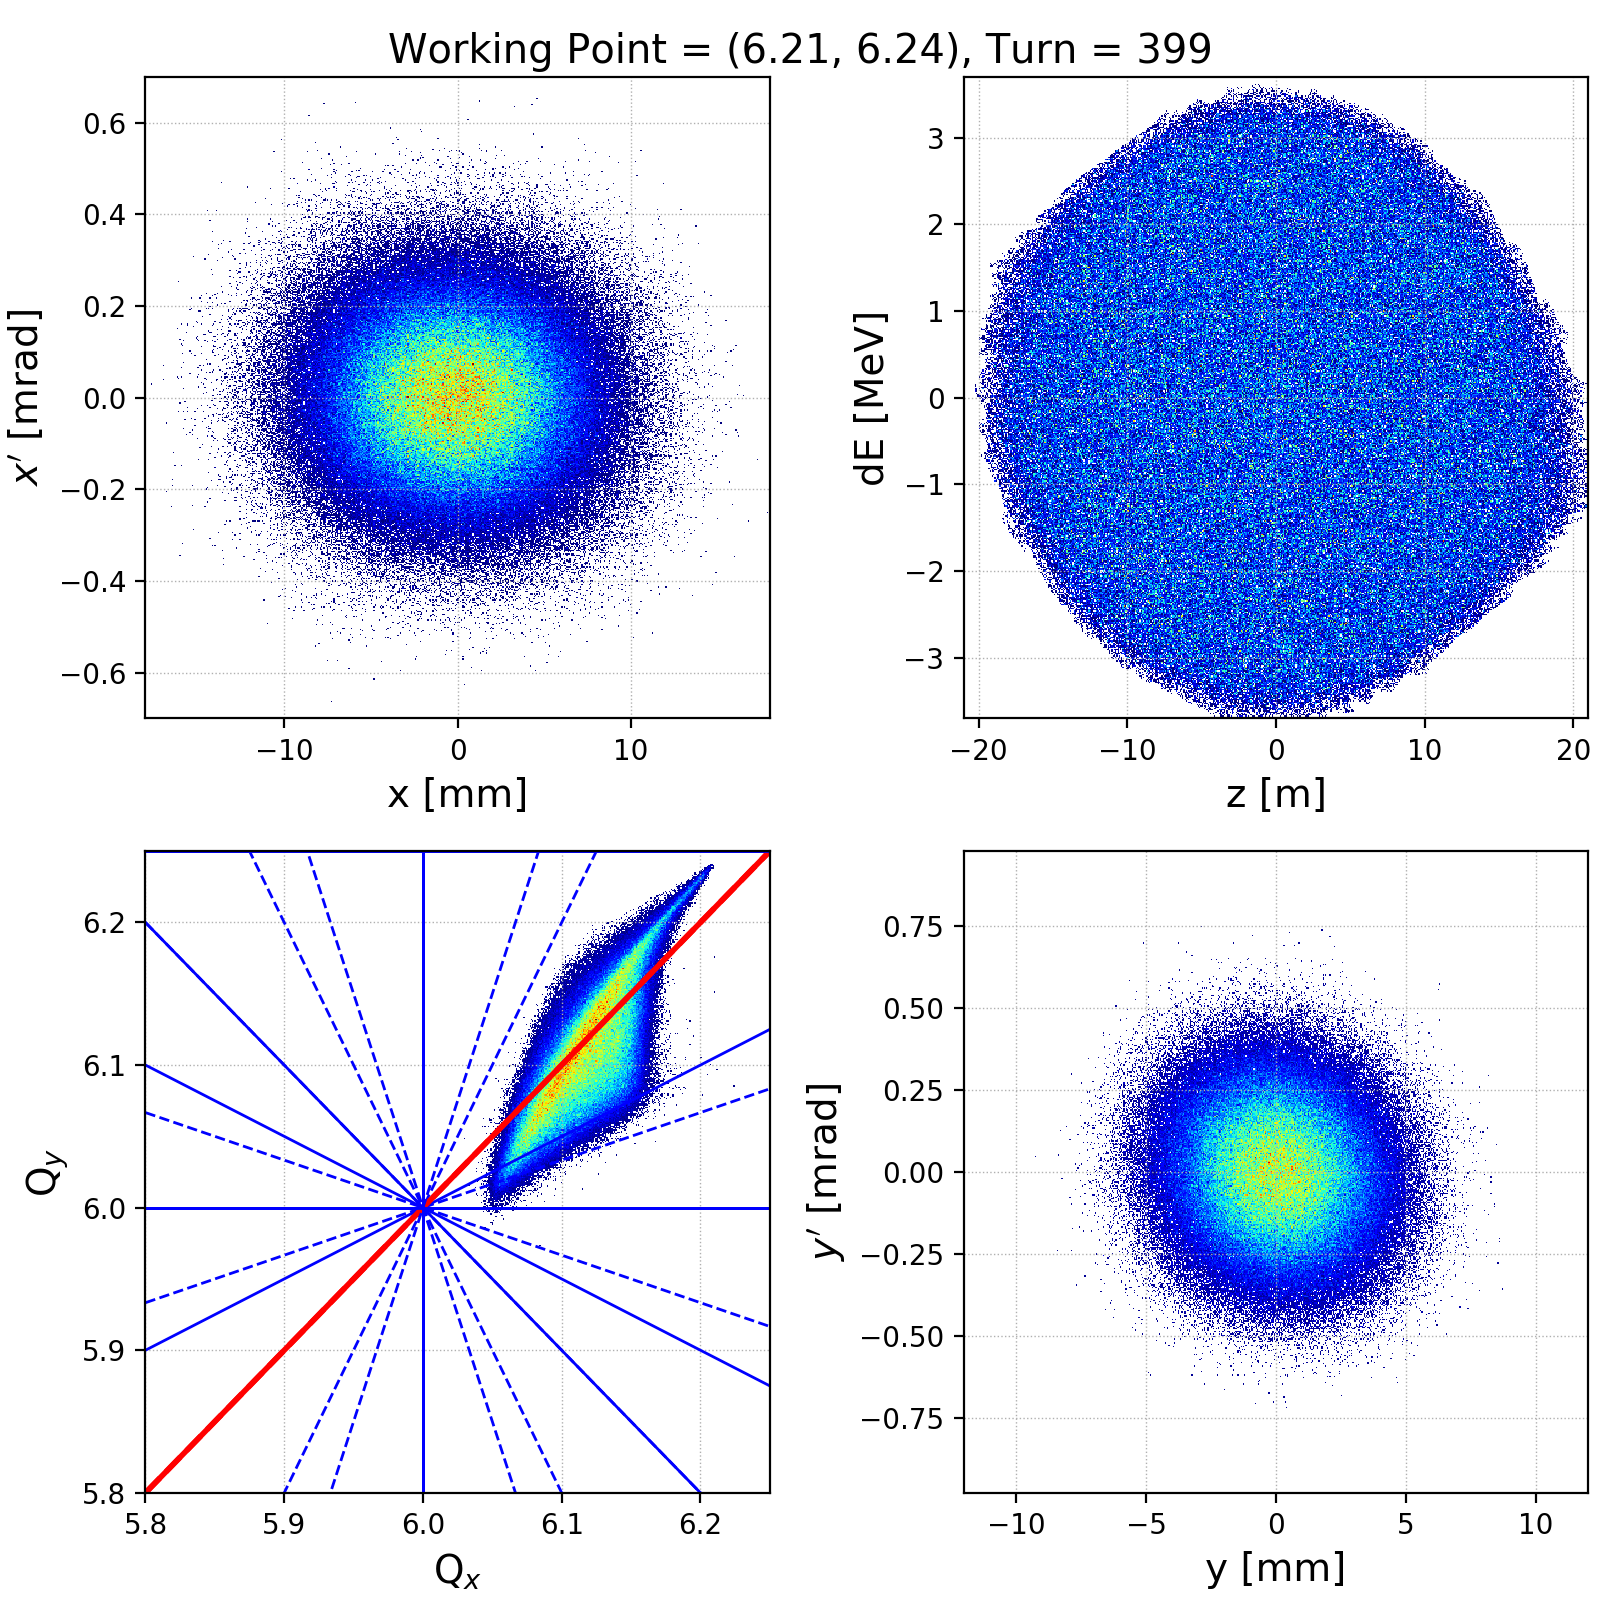 Working Point = (6.21, 6.24), Turn = 399
0.6
0.4
0.2
0.0
−0.2
−0.4
−0.6
x′ [mrad]
−10 0 10
x [mm]
3
2
1
0
−1
−2
−3
dE [MeV]
−20 −10 0 10 20
z [m]
6.2
6.1
6.0
5.9
5.8
Qy
5.8 5.9 6.0 6.1 6.2
Qx
0.75
0.50
0.25
0.00
−0.25
−0.50
−0.75
y′ [mrad]
−10 −5 0 5 10
y [mm]